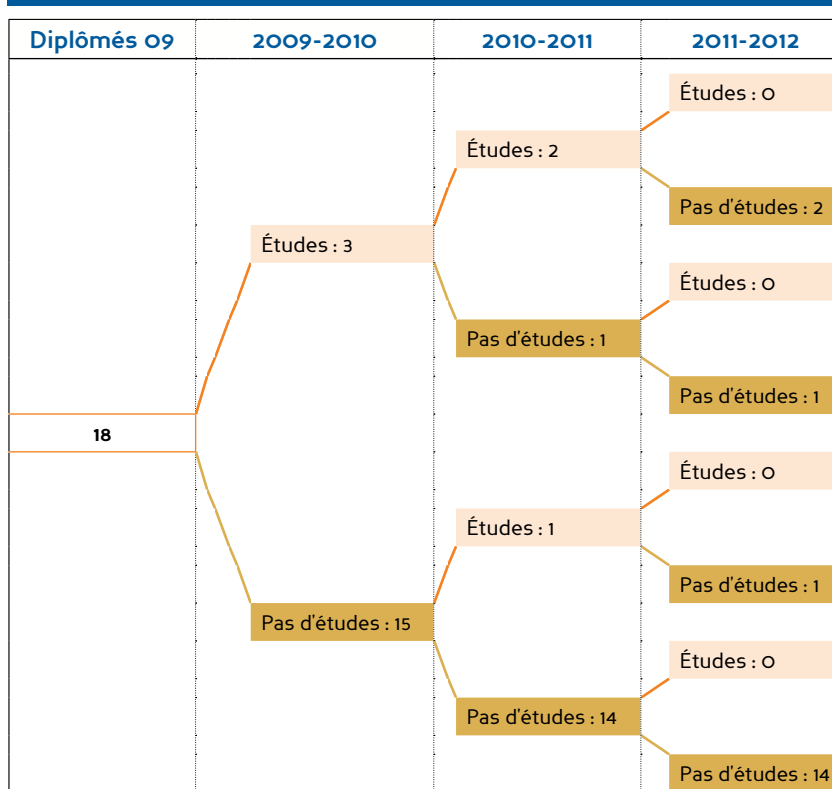 Diplômés 09 2009-2010 2010-2011 2011-2012
Études : 0
Études : 2
Pas d'études : 2
Études : 3
Études : 0
Pas d'études : 1
Pas d'études : 1
18
Études : 0
Études : 1
Pas d'études : 1
Pas d'études : 15
Études : 0
Pas d'études : 14
Pas d'études : 14